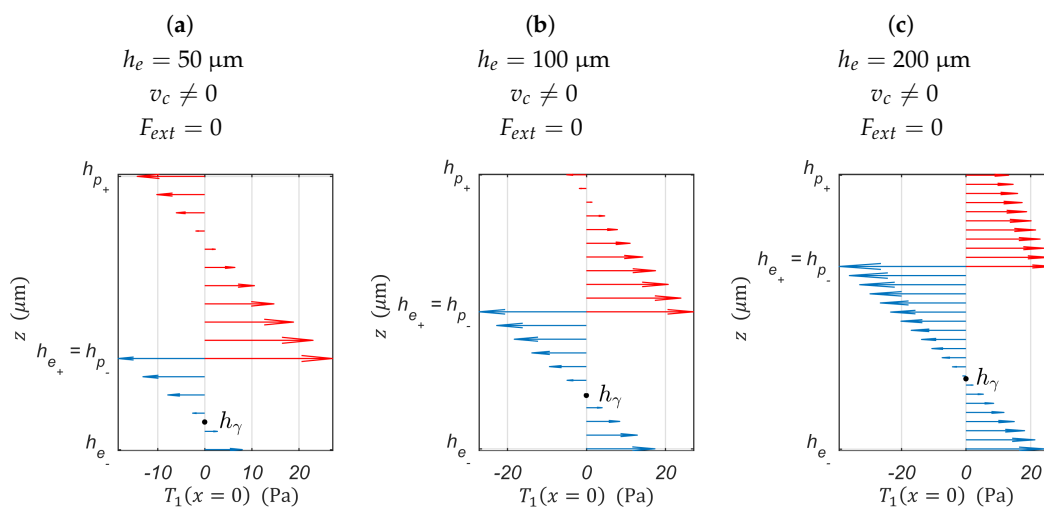 (a)
h_e = 50 µm
v_c ≠ 0
F_ext = 0
h_p+
z (µm)
h_e+ = h_p-
h_γ
h_e-
-10 0 10 20
T_1(x = 0) (Pa)
(b)
h_e = 100 µm
v_c ≠ 0
F_ext = 0
h_p+
z (µm)
h_e+ = h_p-
h_γ
h_e-
-20 0 20
T_1(x = 0) (Pa)
(c)
h_e = 200 µm
v_c ≠ 0
F_ext = 0
h_p+
z (µm)
h_e+ = h_p-
h_γ
h_e-
-20 0 20
T_1(x = 0) (Pa)